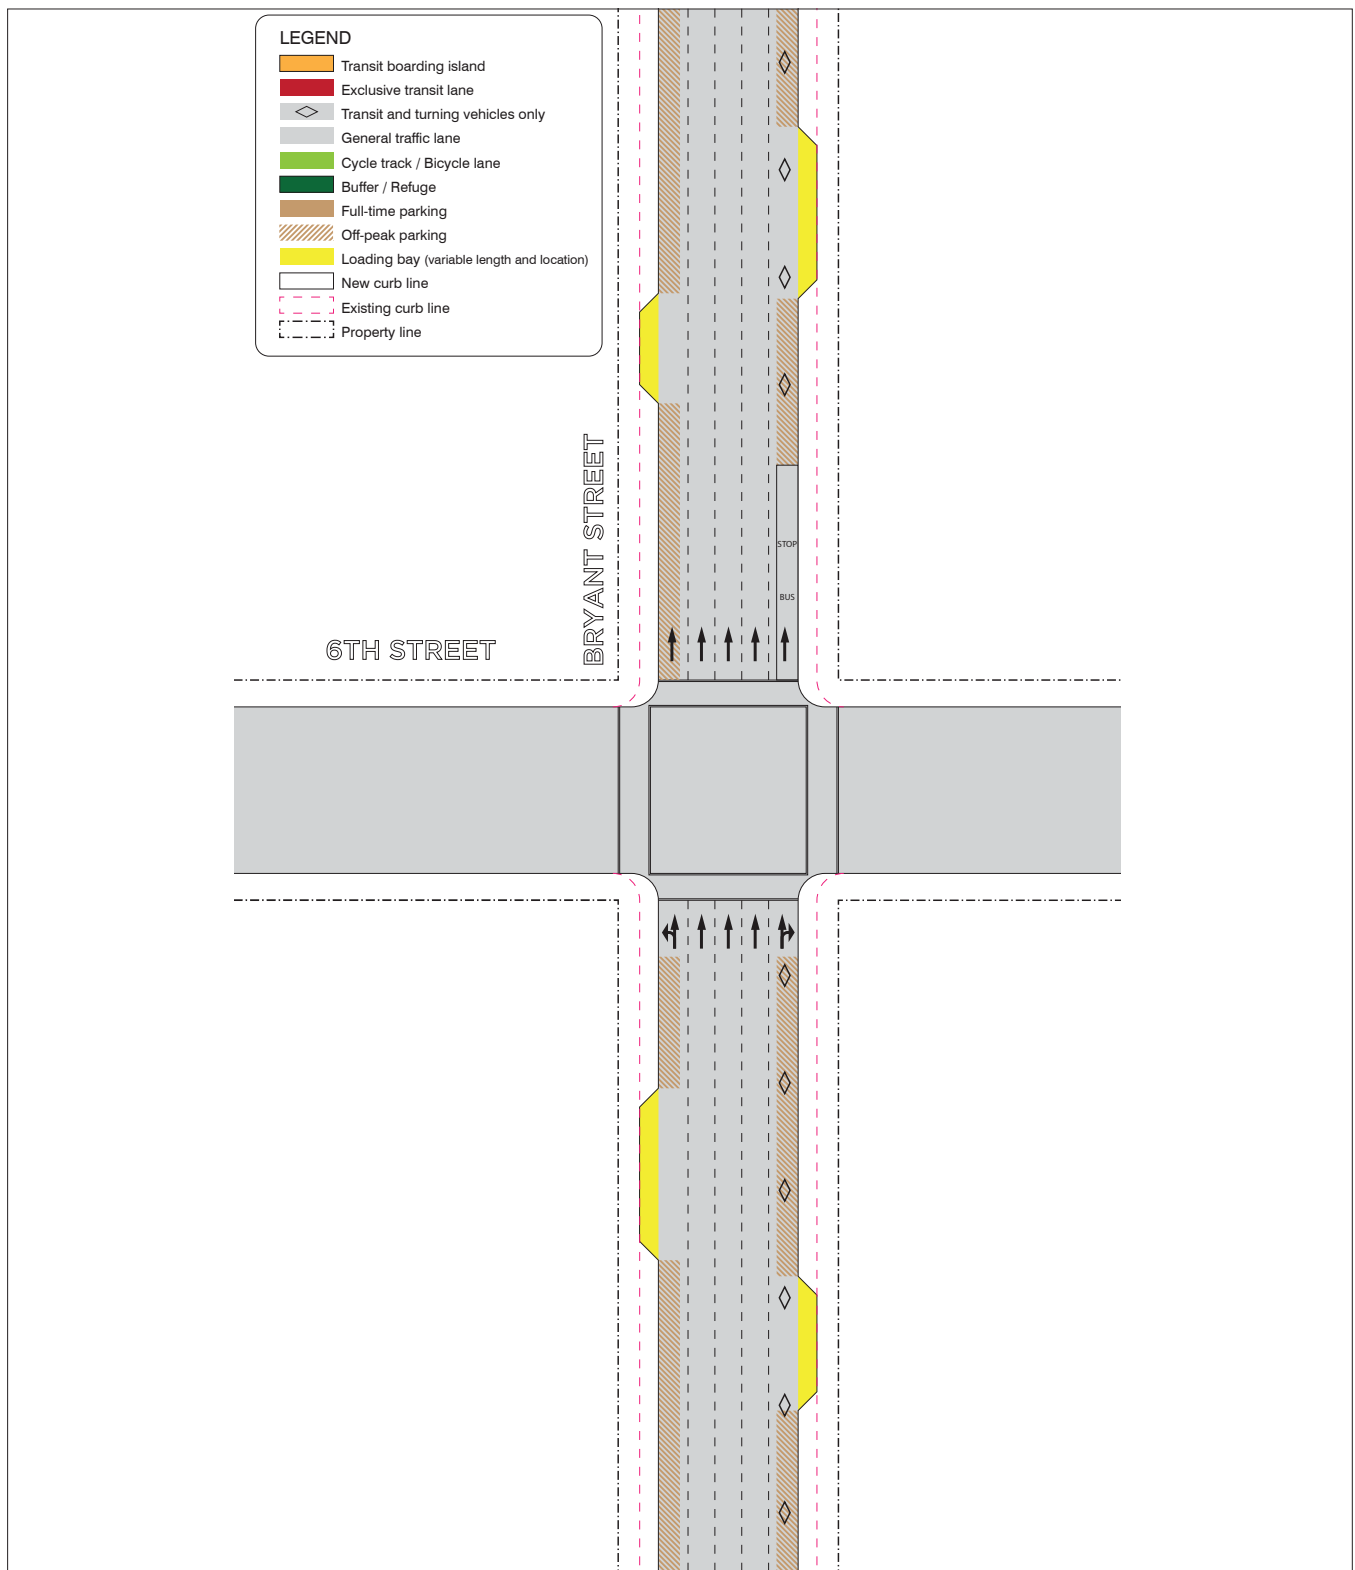 LEGEND
Transit boarding island
Exclusive transit lane
Transit and turning vehicles only
General traffic lane
Cycle track / Bicycle lane
Buffer / Refuge
Full-time parking
Off-peak parking
Loading bay (variable length and location)
New curb line
Existing curb line
Property line
BRYANT STREET
STOP
BUS
6TH STREET